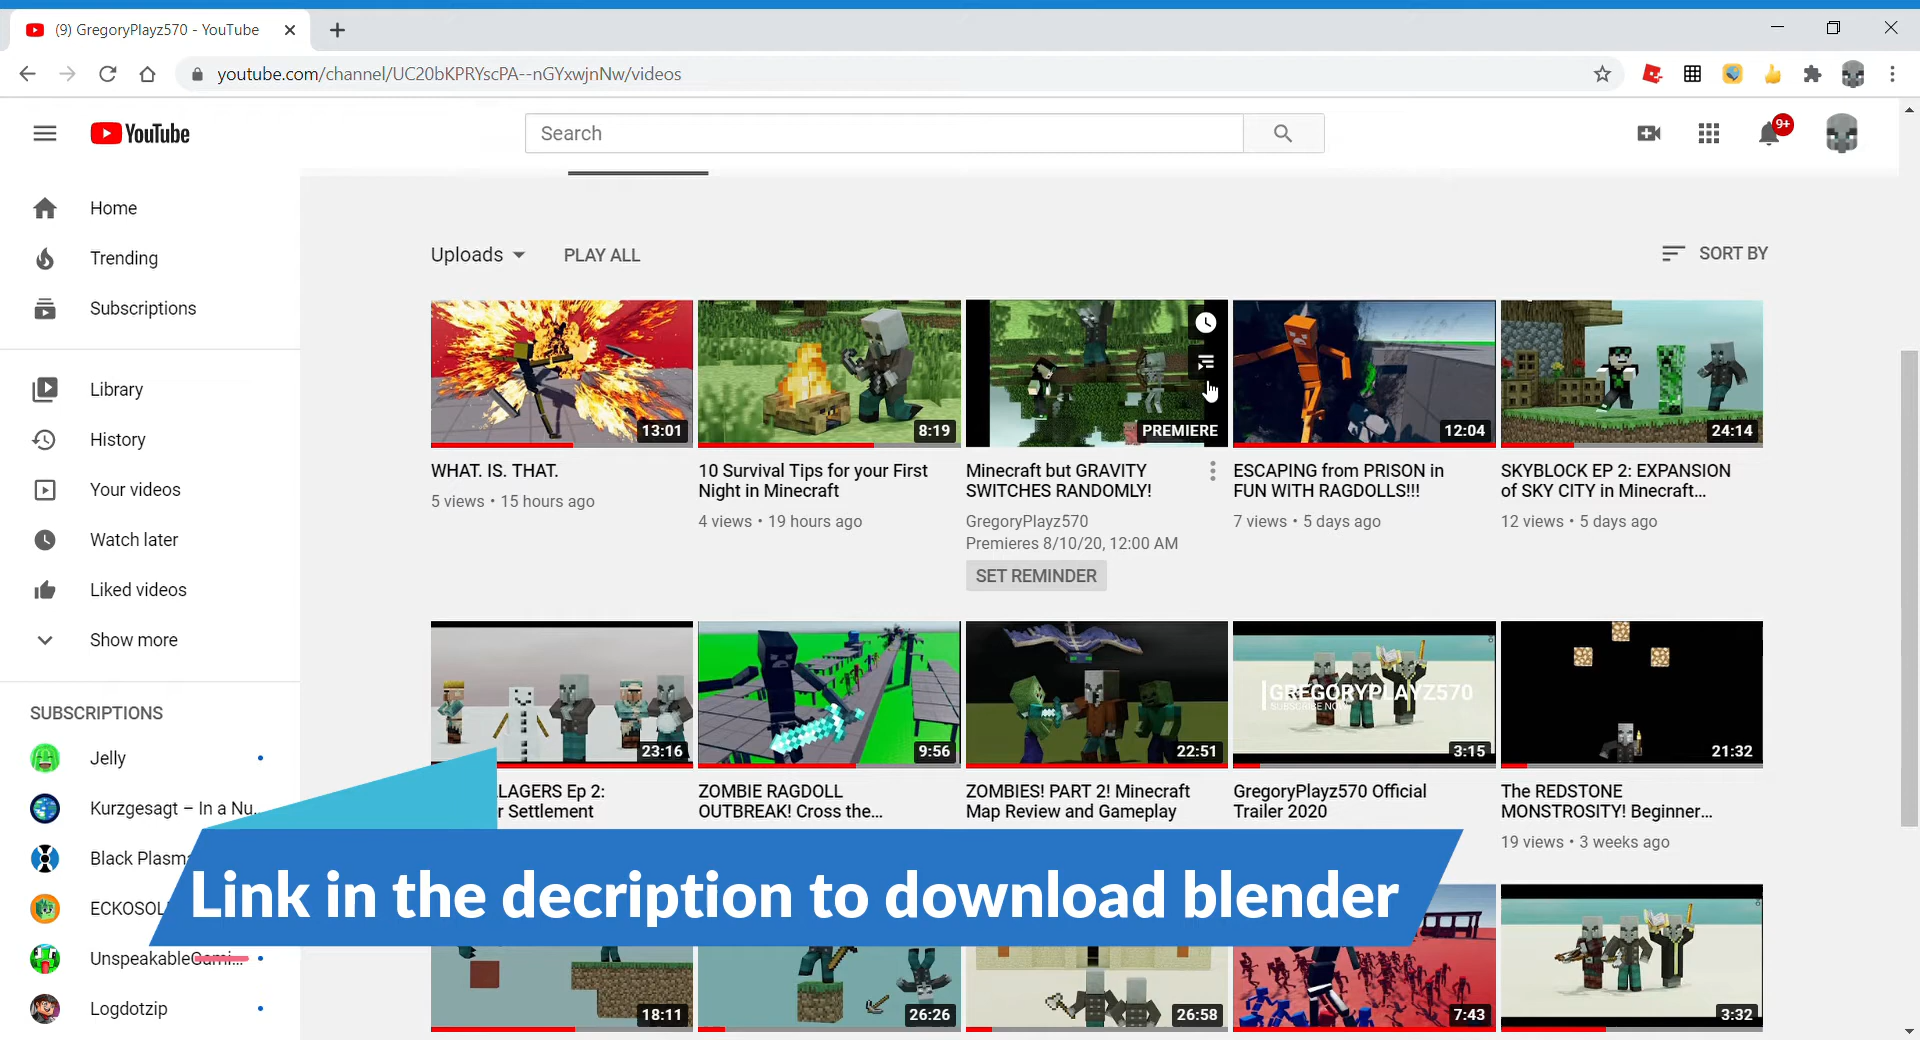 (9) GregoryPlayz570 - YouTube
youtube.com/channel/UC20bKPRYscPA--nGYxwjnNw/videos
YouTube
Search
9+
Home
Trending
Subscriptions
Library
History
Your videos
Watch later
Liked videos
Show more
SUBSCRIPTIONS
Jelly
Kurzgesagt – In a Nu...
Black Plasma
ECKOSOL
UnspeakableGami...
Logdotzip
Uploads
PLAY ALL
SORT BY
13:01
WHAT. IS. THAT.
5 views • 15 hours ago
8:19
10 Survival Tips for your First
Night in Minecraft
4 views • 19 hours ago
PREMIERE
Minecraft but GRAVITY
SWITCHES RANDOMLY!
GregoryPlayz570
Premieres 8/10/20, 12:00 AM
SET REMINDER
12:04
ESCAPING from PRISON in
FUN WITH RAGDOLLS!!!
7 views • 5 days ago
24:14
SKYBLOCK EP 2: EXPANSION
of SKY CITY in Minecraft...
12 views • 5 days ago
23:16
LAGERS Ep 2:
r Settlement
9:56
ZOMBIE RAGDOLL
OUTBREAK! Cross the...
22:51
ZOMBIES! PART 2! Minecraft
Map Review and Gameplay
GREGORYPLAYZ570
SUBSCRIBE NOW
3:15
GregoryPlayz570 Official
Trailer 2020
21:32
The REDSTONE
MONSTROSITY! Beginner...
19 views • 3 weeks ago
Link in the decription to download blender
18:11
26:26
26:58
7:43
3:32